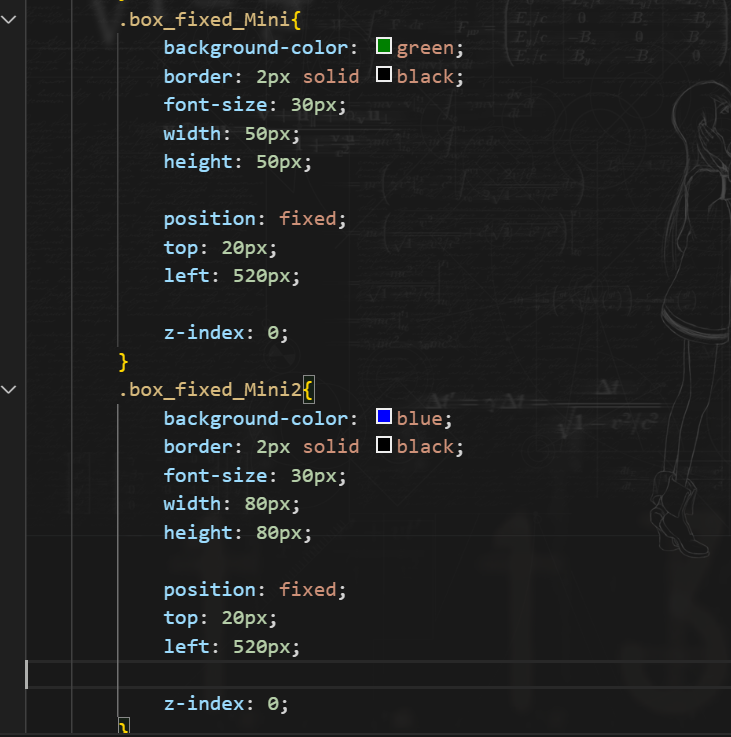 .box_fixed_Mini{
background-color: green;
border: 2px solid black;
font-size: 30px;
width: 50px;
height: 50px;
position: fixed;
top: 20px;
left: 520px;
z-index: 0;
}
.box_fixed_Mini2{
background-color: blue;
border: 2px solid black;
font-size: 30px;
width: 80px;
height: 80px;
position: fixed;
top: 20px;
left: 520px;
z-index: 0;
}